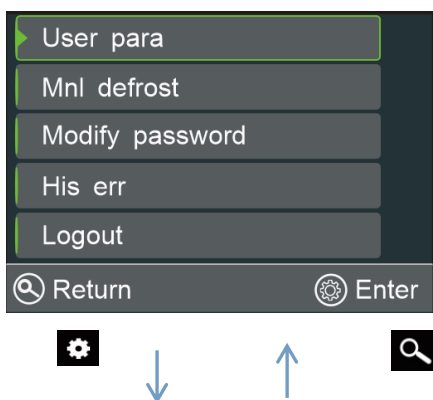 User para
Mnl defrost
Modify password
His err
Logout
Return Enter